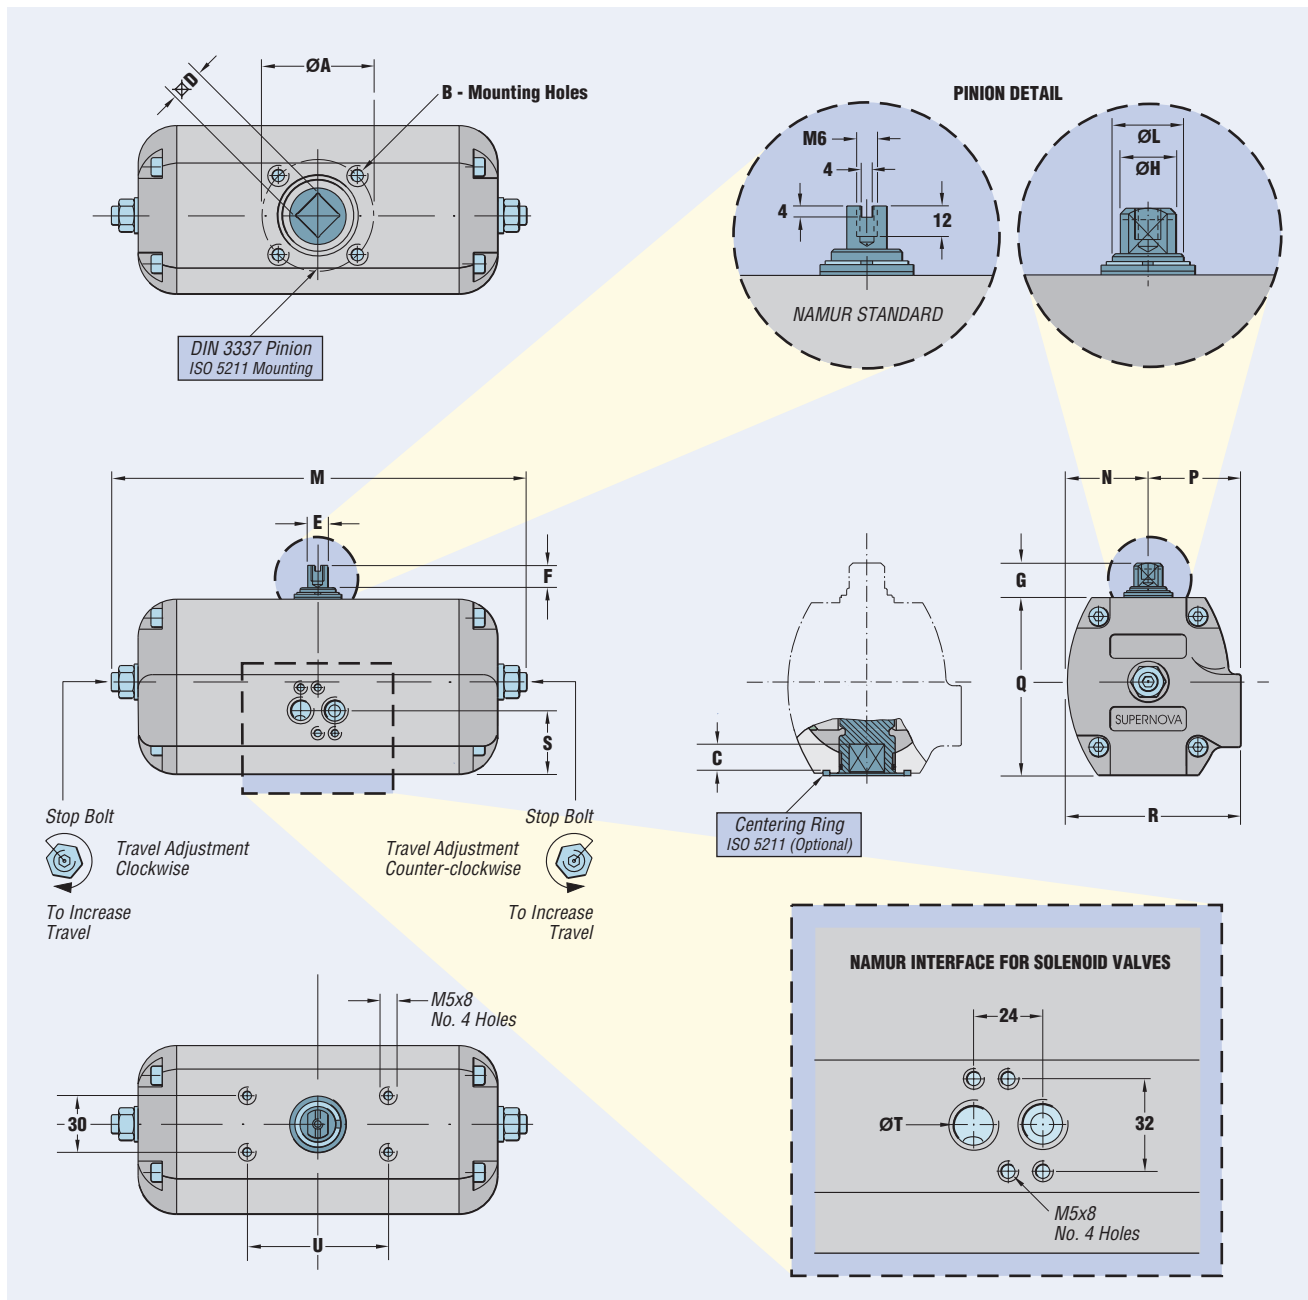 ØA
D
B - Mounting Holes
DIN 3337 Pinion
ISO 5211 Mounting
PINION DETAIL
M6
4
4
12
NAMUR STANDARD
ØL
ØH
M
E
F
S
N
P
G
Q
SUPERNOVA
R
C
Centering Ring
ISO 5211 (Optional)
Stop Bolt
Travel Adjustment
Clockwise
To Increase
Travel
Stop Bolt
Travel Adjustment
Counter-clockwise
To Increase
Travel
M5x8
No. 4 Holes
30
U
NAMUR INTERFACE FOR SOLENOID VALVES
24
ØT
32
M5x8
No. 4 Holes